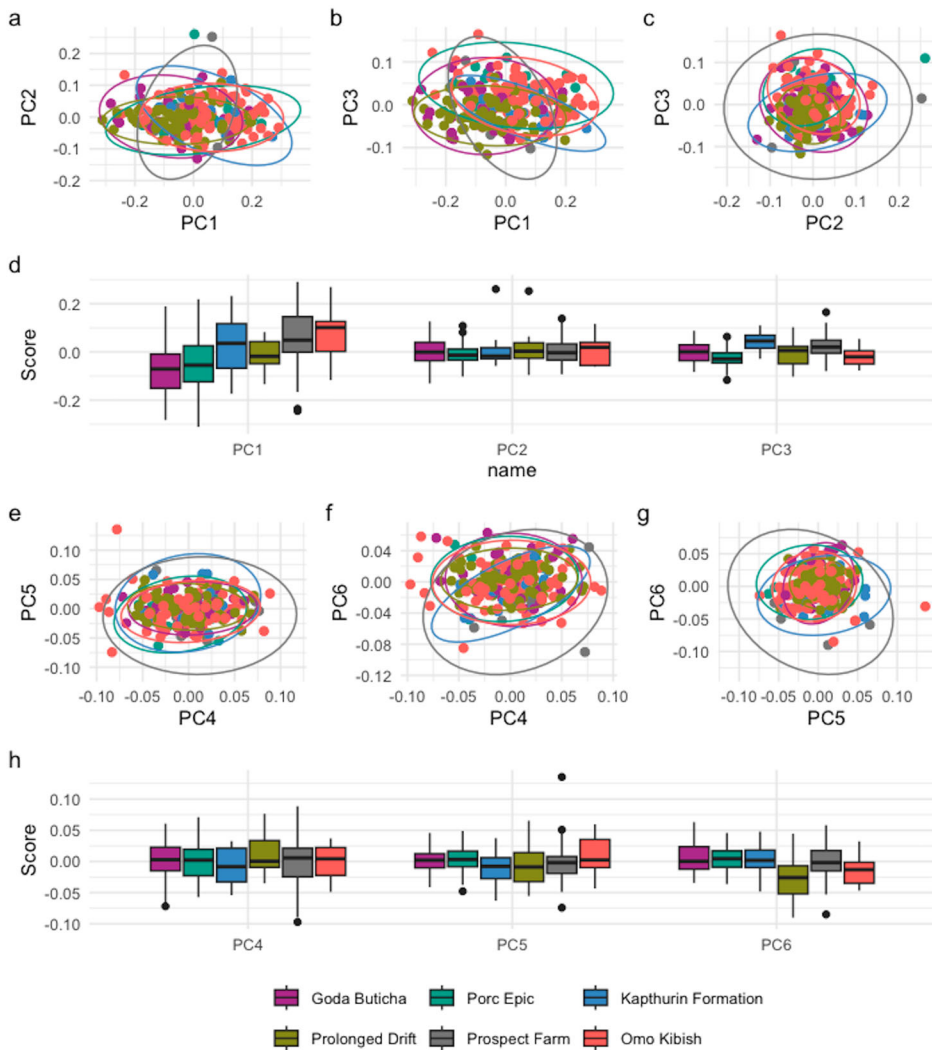 a
b
c
0.2
0.1
0.0
-0.1
-0.2
PC2
-0.2 0.0 0.2
PC1
0.1
0.0
-0.1
PC3
-0.2 0.0 0.2
PC1
0.1
0.0
-0.1
PC3
-0.2 -0.1 0.0 0.1 0.2
PC2
d
0.2
0.0
-0.2
Score
PC1 PC2 PC3
name
e
f
g
0.10
0.05
0.00
-0.05
-0.10
PC5
-0.10 -0.05 0.00 0.05 0.10
PC4
0.04
0.00
-0.04
-0.08
-0.12
PC6
-0.10 -0.05 0.00 0.05 0.10
PC4
0.05
0.00
-0.05
-0.10
PC6
-0.10 -0.05 0.00 0.05 0.10
PC5
h
0.10
0.05
0.00
-0.05
-0.10
Score
PC4 PC5 PC6
Goda Buticha Porc Epic Kapthurin Formation
Prolonged Drift Prospect Farm Omo Kibish